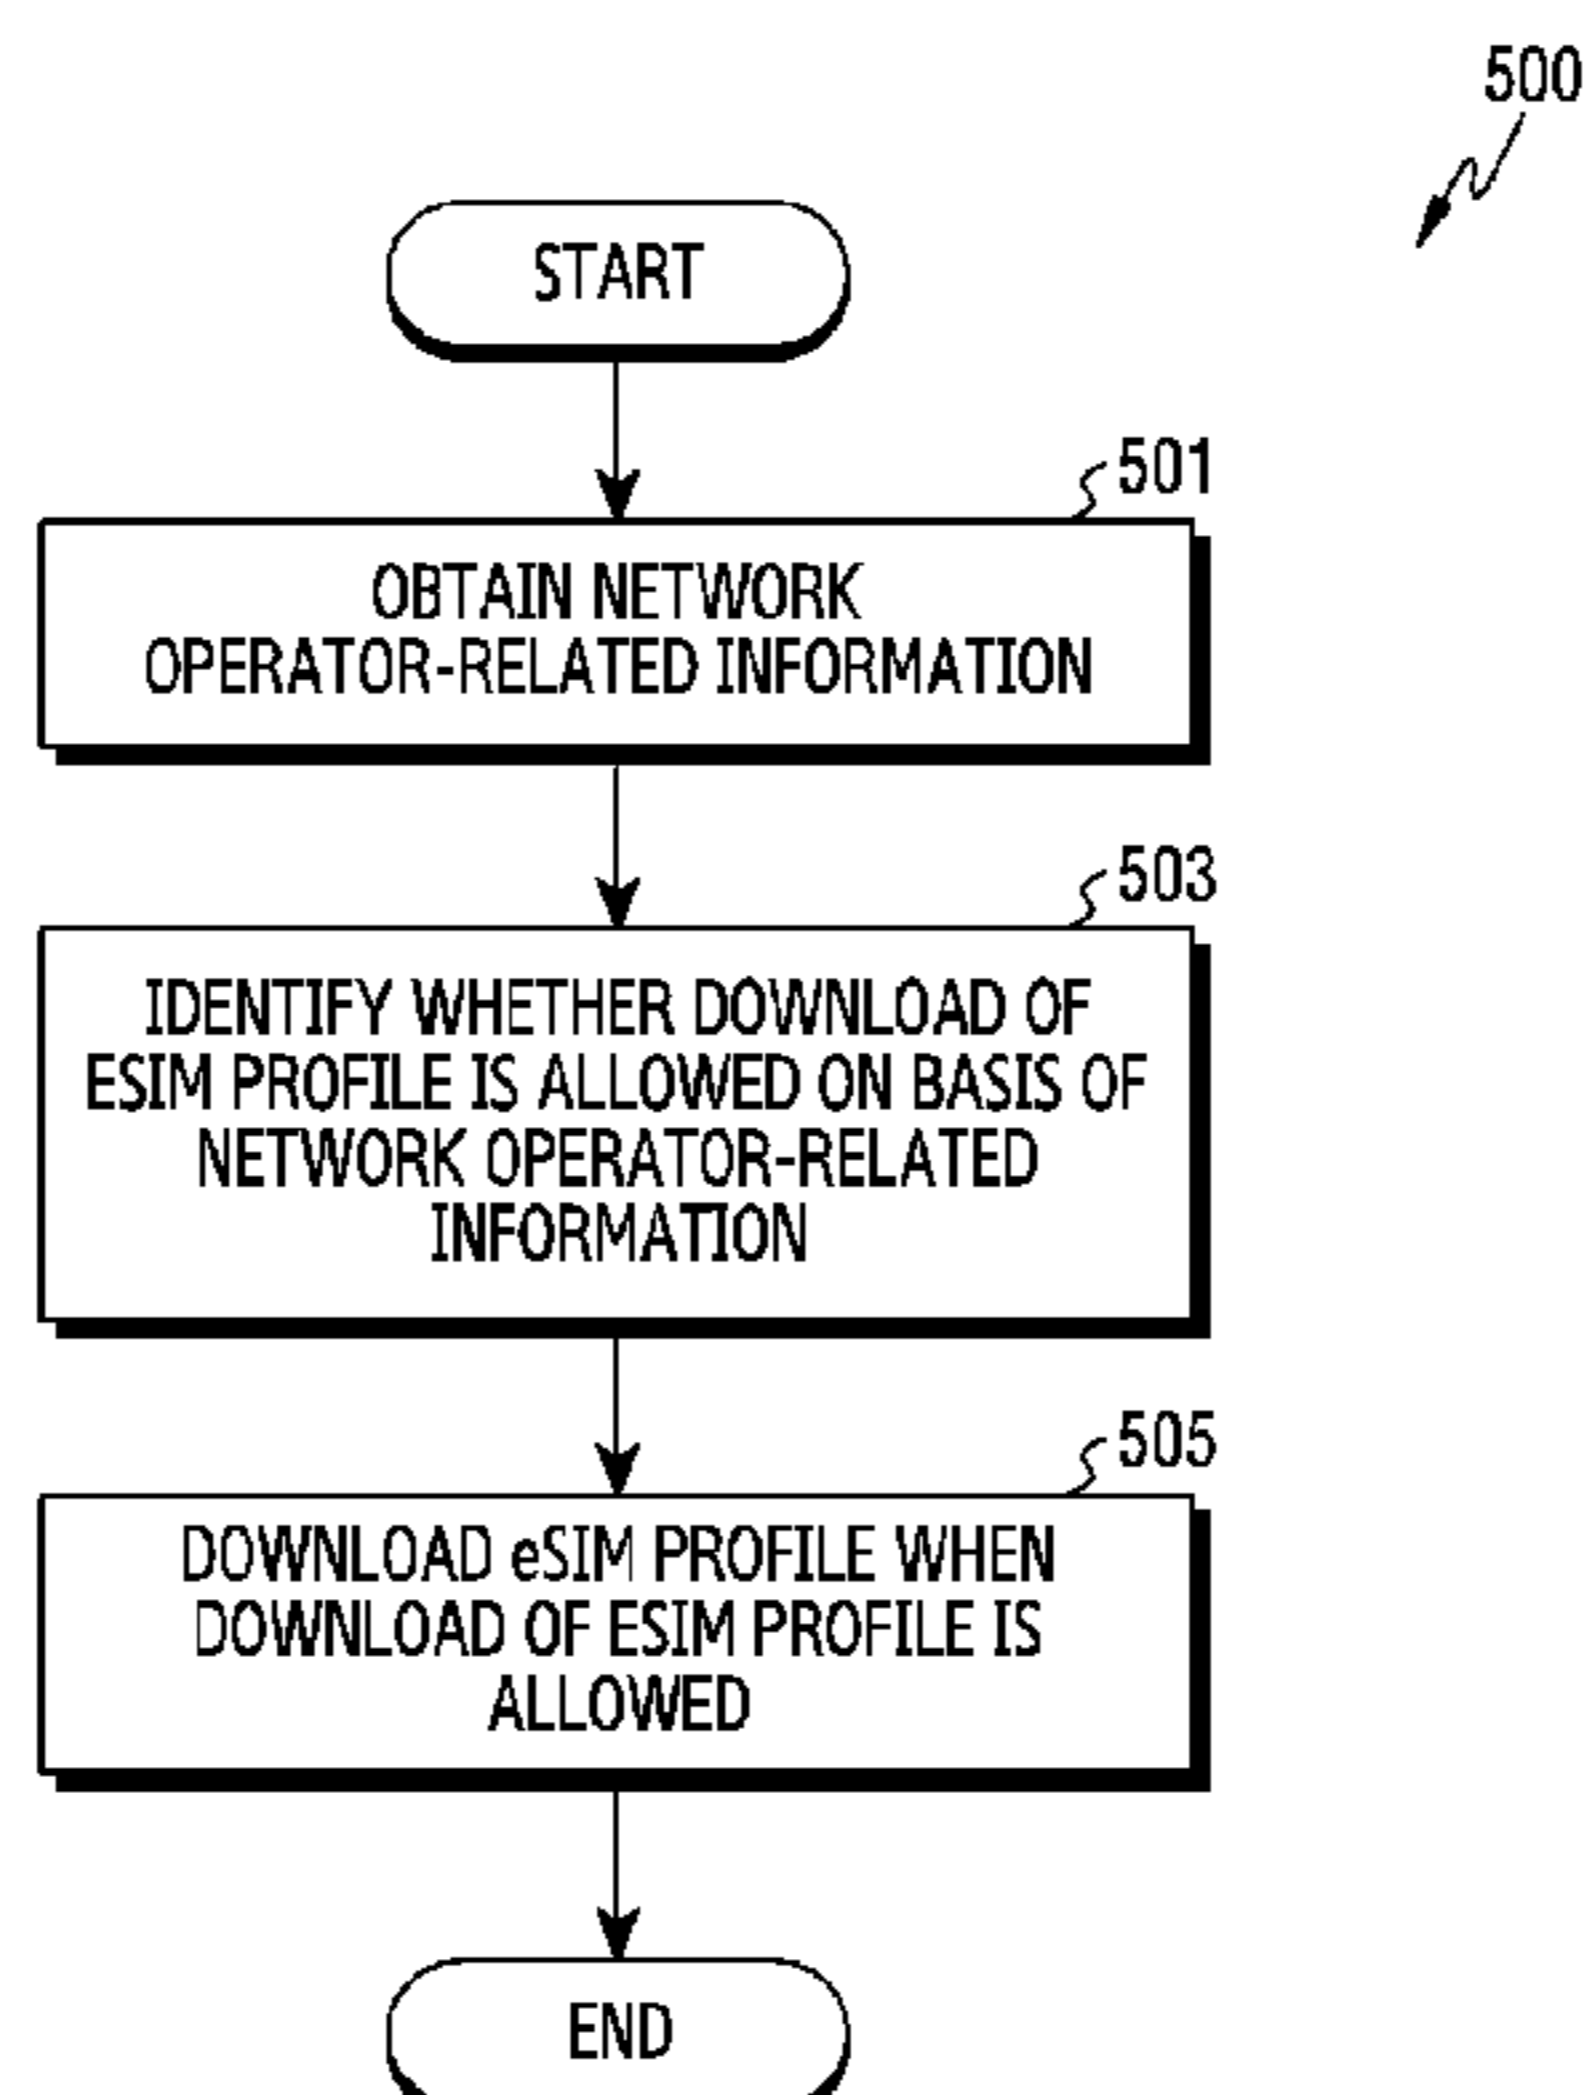 500
START
501
OBTAIN NETWORK
OPERATOR-RELATED INFORMATION
503
IDENTIFY WHETHER DOWNLOAD OF
ESIM PROFILE IS ALLOWED ON BASIS OF
NETWORK OPERATOR-RELATED
INFORMATION
505
DOWNLOAD eSIM PROFILE WHEN
DOWNLOAD OF ESIM PROFILE IS
ALLOWED
END